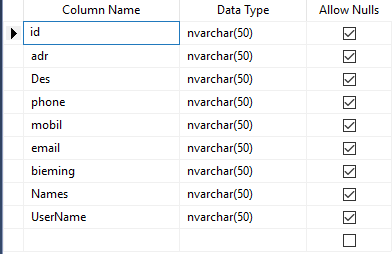 Column Name Data Type Allow Nulls
id nvarchar(50)
adr nvarchar(50)
Des nvarchar(50)
phone nvarchar(50)
mobil nvarchar(50)
email nvarchar(50)
bieming nvarchar(50)
Names nvarchar(50)
UserName nvarchar(50)